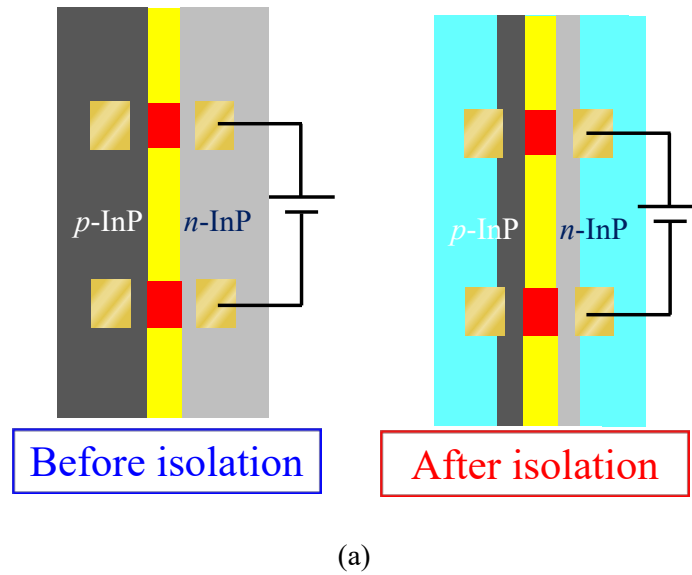 p-InP n-InP
p-InP n-InP
Before isolation
After isolation
(a)